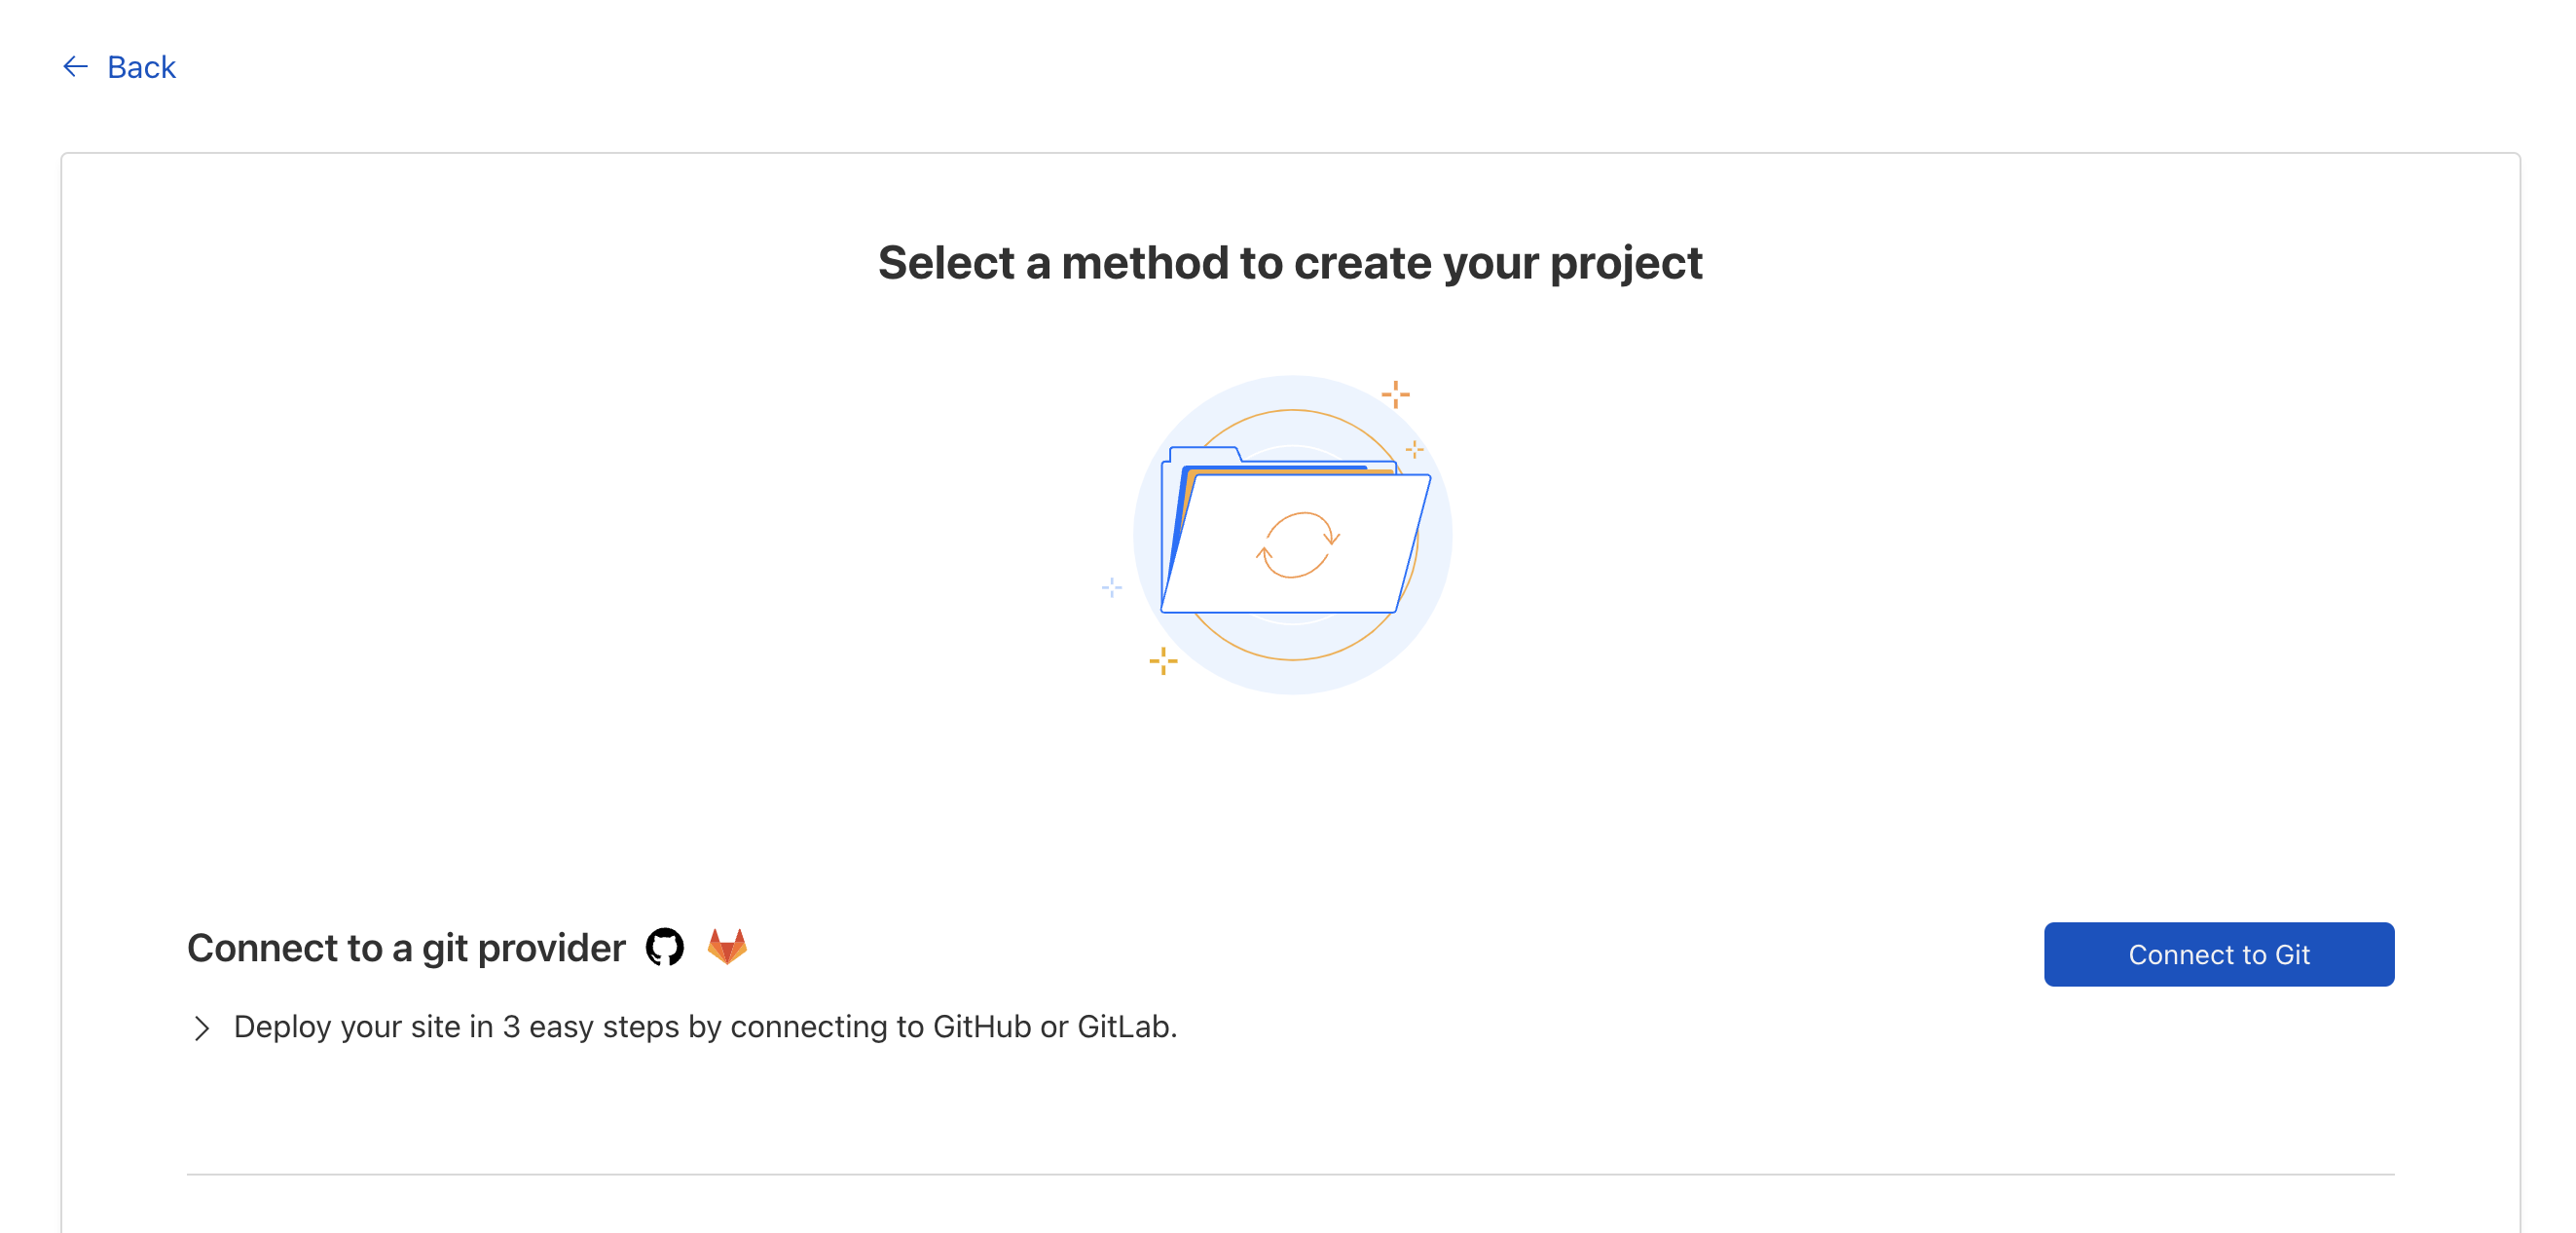 Back
Select a method to create your project
Connect to a git provider
Connect to Git
Deploy your site in 3 easy steps by connecting to GitHub or GitLab.